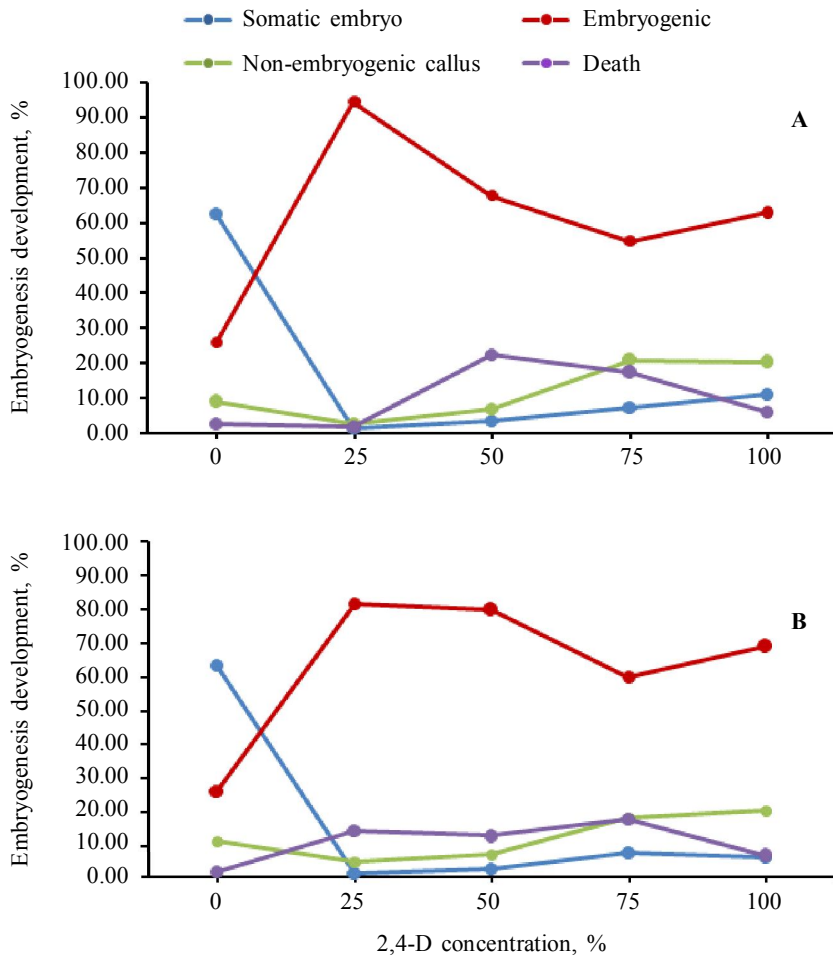 Somatic embryo Embryogenic
Non-embryogenic callus Death
Embryogenesis development, %
100.00
90.00
80.00
70.00
60.00
50.00
40.00
30.00
20.00
10.00
0.00
A
0 25 50 75 100
Embryogenesis development, %
100.00
90.00
80.00
70.00
60.00
50.00
40.00
30.00
20.00
10.00
0.00
B
0 25 50 75 100
2,4-D concentration, %